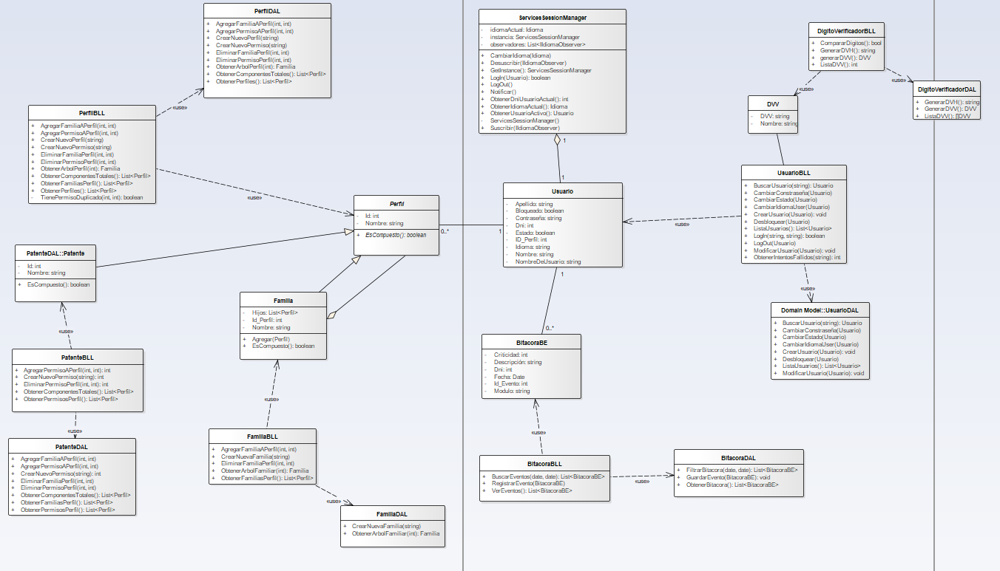 PerfilDAL
+ AgregarFamiliaAPerfil(int, int)
+ AgregarPermisoAPerfil(int, int)
+ CrearNuevoPerfil(string)
+ CrearNuevoPermiso(string)
+ EliminarFamiliaPerfil(int, int)
+ EliminarPermisoPerfil(int, int)
+ ObtenerArbolPerfil(int): Familia
+ ObtenerComponentesTotales(): List<Perfil>
+ ObtenerPerfiles(): List<Perfil>
«use»
PerfilBLL
+ AgregarFamiliaAPerfil(int, int)
+ AgregarPermisoAPerfil(int, int)
+ CrearNuevoPerfil(string)
+ CrearNuevoPermiso(string)
+ EliminarFamiliaPerfil(int, int)
+ EliminarPermisoPerfil(int, int)
+ ObtenerArbolPerfil(int): Familia
+ ObtenerComponentesTotales(): List<Perfil>
+ ObtenerFamiliasPerfil(): List<Perfil>
+ ObtenerPerfiles(): List<Perfil>
- TienePermisoDuplicado(int, int): boolean
«use»
Perfil
- Id: int
- Nombre: string
+ EsCompuesto(): boolean
0..*
1
PatenteDAL::Patente
- Id: int
- Nombre: string
+ EsCompuesto(): boolean
«use»
PatenteBLL
+ AgregarPermisoAPerfil(int, int): int
+ CrearNuevoPermiso(string): int
+ EliminarPermisoPerfil(int, int): int
+ ObtenerComponentesTotales(): List<Perfil>
+ ObtenerPermisosPerfil(): List<Perfil>
«use»
PatenteDAL
+ AgregarFamiliaAPerfil(int, int)
+ AgregarPermisoAPerfil(int, int)
+ CrearNuevoPermiso(string): int
+ EliminarFamiliaPerfil(int, int)
+ EliminarPermisoPerfil(int, int)
+ ObtenerComponentesTotales(): List<Perfil>
+ ObtenerFamiliasPerfil(): List<Perfil>
+ ObtenerPermisosPerfil(): List<Perfil>
Familia
- Hijos: List<Perfil>
- Id_Perfil: int
- Nombre: string
+ Agregar(Perfil)
+ EsCompuesto(): boolean
«use»
FamiliaBLL
+ AgregarFamiliaAPerfil(int, int)
+ CrearNuevaFamilia(string)
+ EliminarFamiliaPerfil(int, int)
+ ObtenerArbolFamiliar(int): Familia
+ ObtenerFamiliasPerfil(): List<Perfil>
«use»
FamiliaDAL
+ CrearNuevaFamilia(string)
+ ObtenerArbolFamiliar(int): Familia
ServicesSessionManager
- idiomaActual: Idioma
- instancia: ServicesSessionManager
- observadores: List<IIdiomaObserver>
+ CambiarIdioma(Idioma)
+ Desuscribir(IIdiomaObserver)
+ GetInstance(): ServicesSessionManager
+ LogIn(Usuario): boolean
+ LogOut()
+ Notificar()
+ ObtenerDniUsuarioActual(): int
+ ObtenerIdiomaActual(): Idioma
+ ObtenerUsuarioActivo(): Usuario
- ServicesSessionManager()
+ Suscribir(IIdiomaObserver)
1
1
Usuario
- Apellido: string
- Bloqueado: boolean
- Contraseña: string
- Dni: int
- Estado: boolean
- ID_Perfil: int
- Idioma: string
- Nombre: string
- NombreDeUsuario: string
1
0..*
BitacoraBE
- Criticidad: int
- Descripción: string
- Dni: int
- Fecha: Date
- Id_Evento: int
- Modulo: string
«use»
BitacoraBLL
+ BuscarEventos(date, date): List<BitacoraBE>
+ RegistrarEvento(BitacoraBE)
+ VerEventos(): List<BitacoraBE>
«use»
BitacoraDAL
+ FiltrarBitacora(date, date): List<BitacoraBE>
+ GuardarEvento(BitacoraBE): void
+ ObtenerBitacora(): List<BitacoraBE>
DigitoVerificadorBLL
+ CompararDigitos(): bool
+ GenerarDVH(): string
+ generarDVV(): DVV
+ ListaDVV(): int
«use»
«use»
DigitoVerificadorDAL
+ GenerarDVH(): string
+ GenerarDVV(): DVV
+ ListaDVV(): []DVV
DVV
- DVV: string
- Nombre: string
UsuarioBLL
+ BuscarUsuario(string): Usuario
+ CambiarConstraseña(Usuario)
+ CambiarEstado(Usuario)
+ CambiarIdiomaUser(Usuario)
+ CrearUsuario(Usuario): void
+ Desbloquear(Usuario)
+ ListaUsuarios(): List<Usuario>
+ LogIn(string, string): boolean
+ LogOut(Usuario)
+ ModificarUsuario(Usuario): void
+ ObtenerIntentosFallidos(string): int
«use»
«use»
Domain Model::UsuarioDAL
+ BuscarUsuario(string): Usuario
+ CambiarConstraseña(Usuario)
+ CambiarEstado(Usuario)
+ CambiarIdiomaUser(Usuario)
+ CrearUsuario(Usuario): void
+ Desbloquear(Usuario)
+ ListaUsuarios(): List<Usuario>
+ ModificarUsuario(Usuario): void